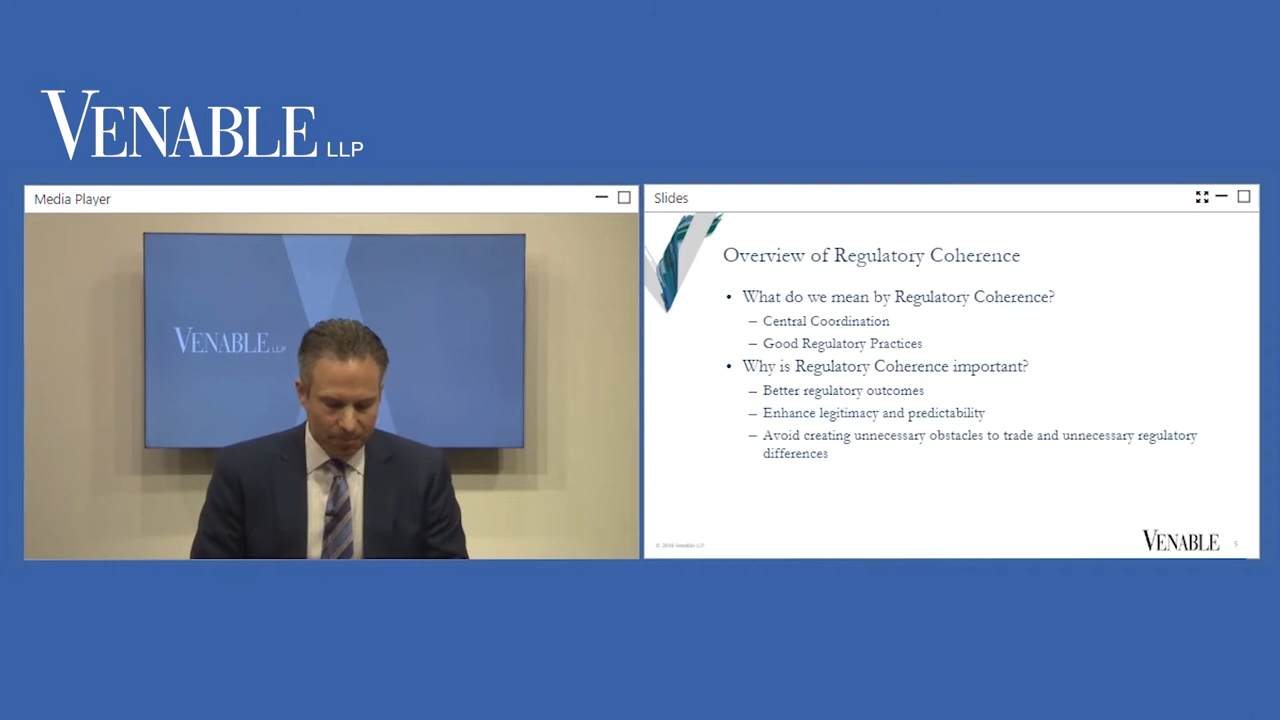 VENABLE LLP
Media Player
VENABLE LLP
Slides
Overview of Regulatory Coherence
• What do we mean by Regulatory Coherence?
– Central Coordination
– Good Regulatory Practices
• Why is Regulatory Coherence important?
– Better regulatory outcomes
– Enhance legitimacy and predictability
– Avoid creating unnecessary obstacles to trade and unnecessary regulatory
differences
VENABLE
5